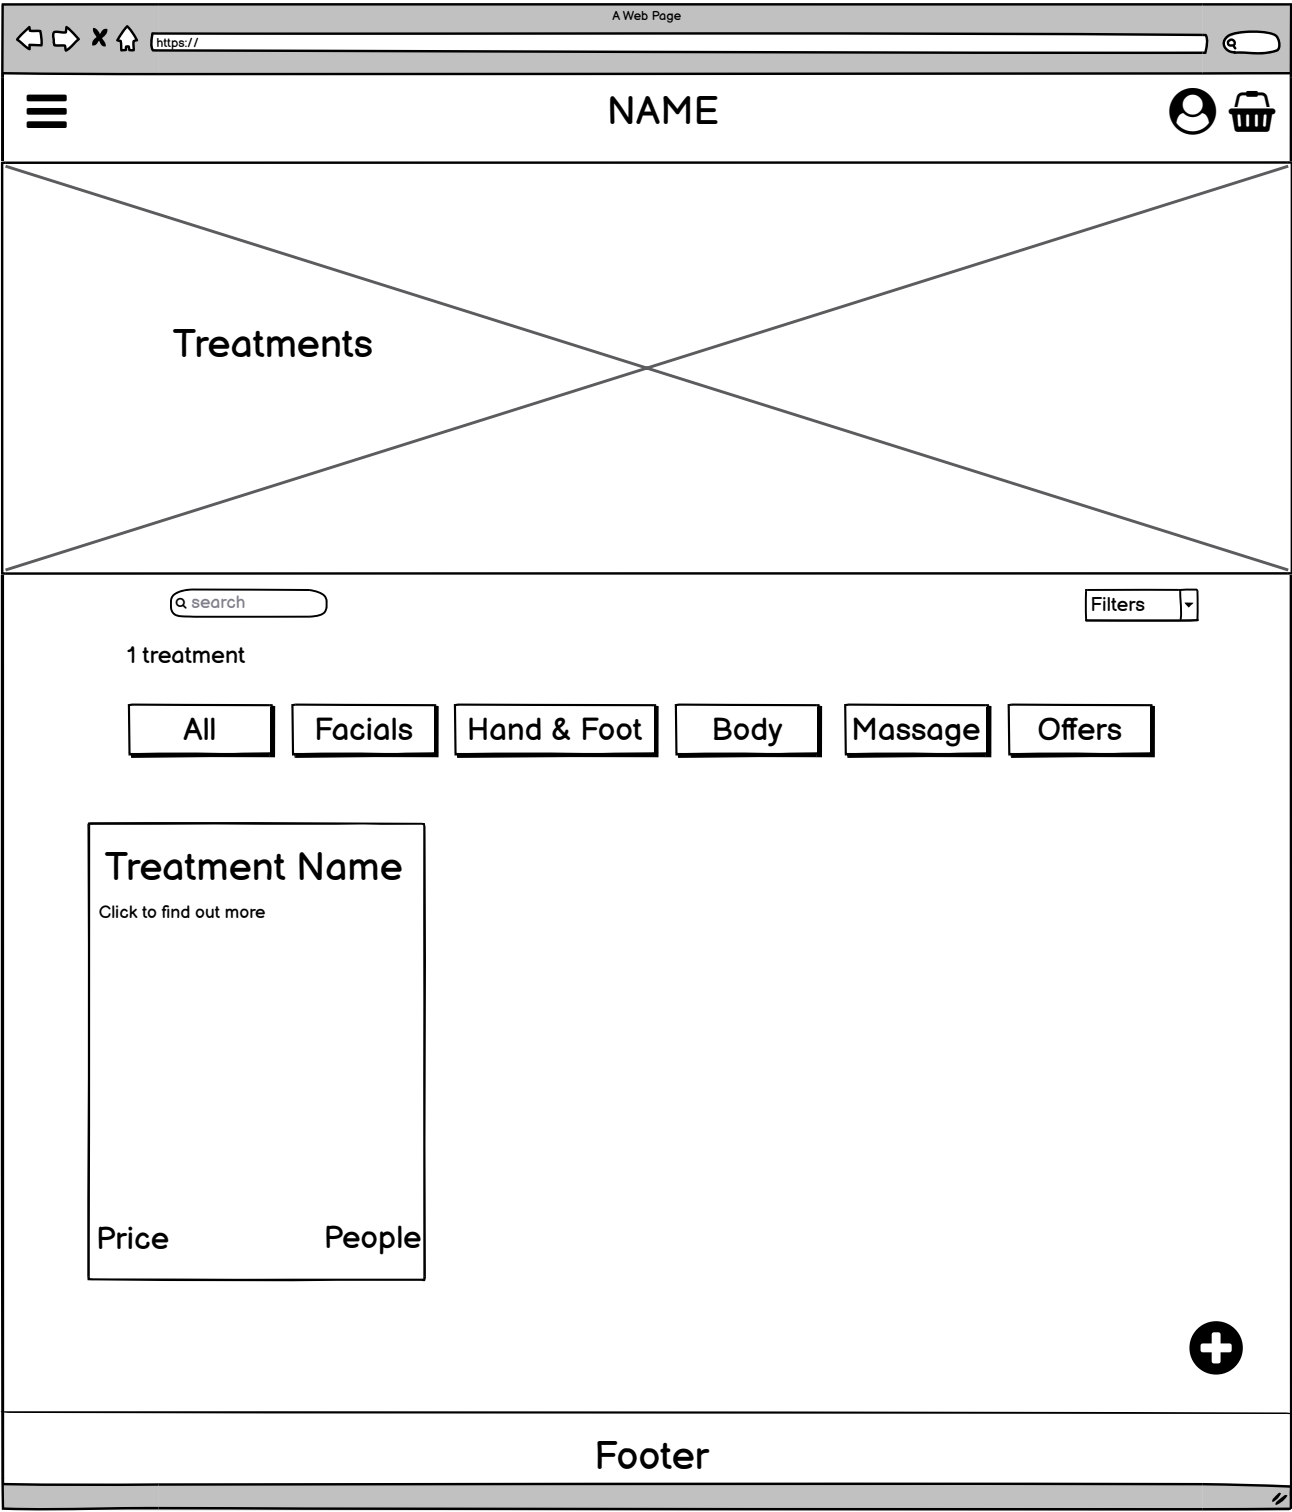 A Web Page
https://
NAME
Treatments
search
Filters
1 treatment
All
Facials
Hand & Foot
Body
Massage
Offers
Treatment Name
Click to find out more
Price
People
Footer